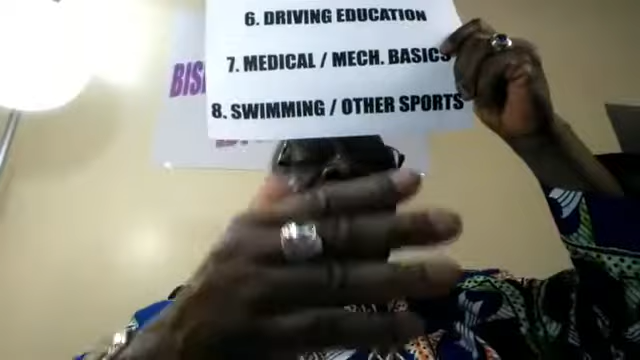 6. DRIVING EDUCATION
7. MEDICAL / MECH. BASICS
8. SWIMMING / OTHER SPORTS